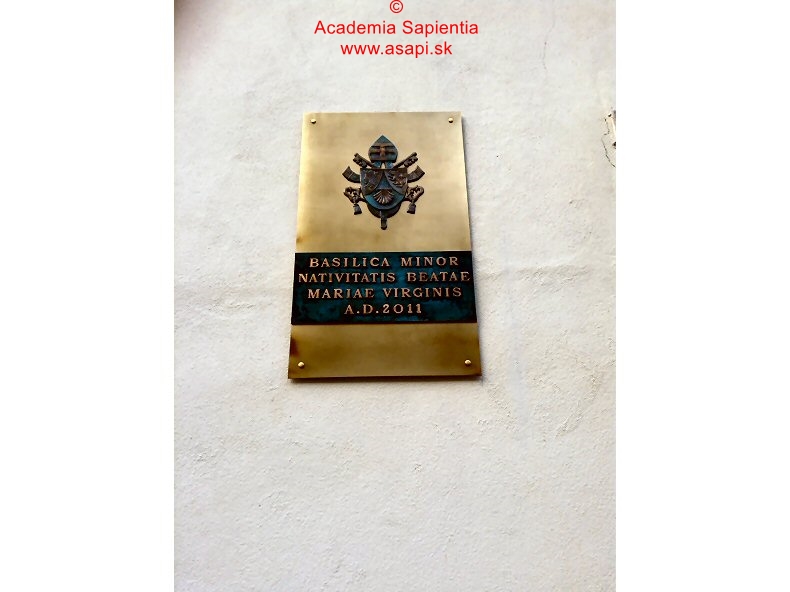 ©
Academia Sapientia
www.asapi.sk
BASILICA MINOR
NATIVITATIS BEATAE
MARIAE VIRGINIS
A.D.2011